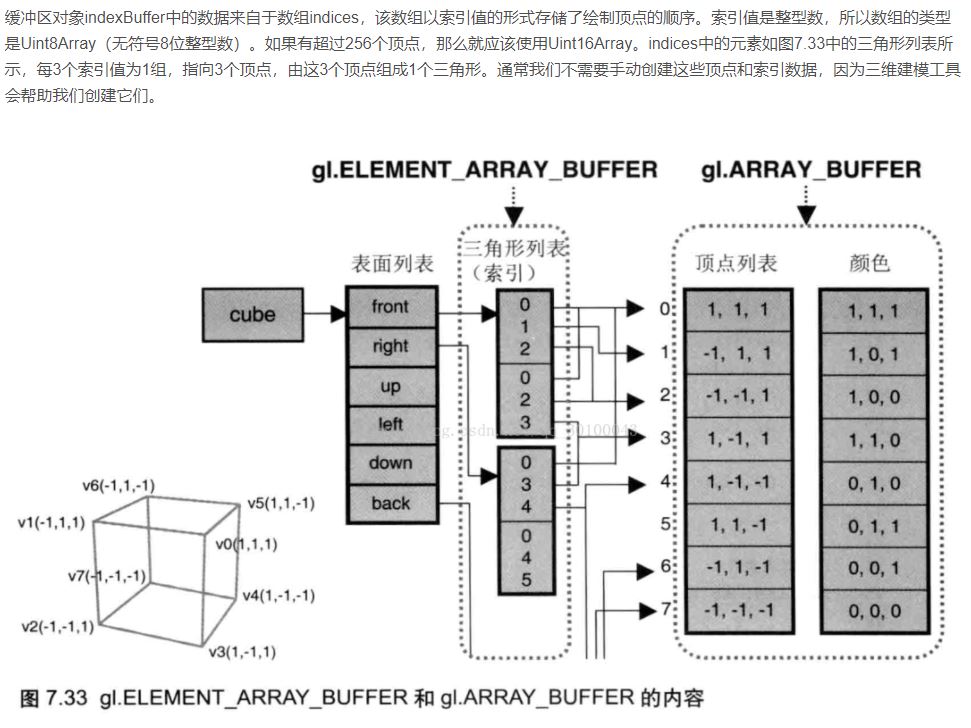 缓冲区对象indexBuffer中的数据来自于数组indices，该数组以索引值的形式存储了绘制顶点的顺序。索引值是整型数，所以数组的类型
是Uint8Array（无符号8位整型数）。如果有超过256个顶点，那么就应该使用Uint16Array。indices中的元素如图7.33中的三角形列表所
示，每3个索引值为1组，指向3个顶点，由这3个顶点组成1个三角形。通常我们不需要手动创建这些顶点和索引数据，因为三维建模工具
会帮助我们创建它们。
gl.ELEMENT_ARRAY_BUFFER
gl.ARRAY_BUFFER
表面列表
三角形列表
（索引）
顶点列表
颜色
cube
front
right
up
left
down
back
0
1
2
0
2
3
0
3
4
0
4
5
0
1
2
3
4
5
6
7
1, 1, 1
-1, 1, 1
-1, -1, 1
1, -1, 1
1, -1, -1
1, 1, -1
-1, 1, -1
-1, -1, -1
1, 1, 1
1, 0, 1
1, 0, 0
1, 1, 0
0, 1, 0
0, 1, 1
0, 0, 1
0, 0, 0
v6(-1,1,-1)
v5(1,1,-1)
v1(-1,1,1)
v0(1,1,1)
v7(-1,-1,-1)
v4(1,-1,-1)
v2(-1,-1,1)
v3(1,-1,1)
图 7.33 gl.ELEMENT_ARRAY_BUFFER 和 gl.ARRAY_BUFFER 的内容